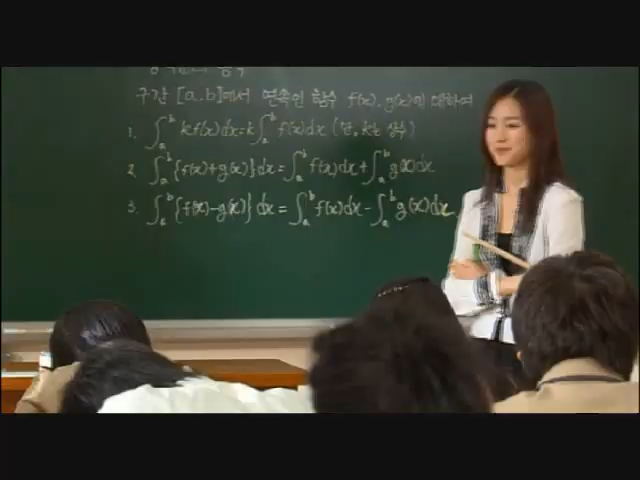 구간 [a,b]에서 연속인 함수 f(x), g(x)에 대하여
1. ∫ₐᵇ kf(x)dx=k∫ₐᵇ f(x)dx (단, k는 상수)
2. ∫ₐᵇ {f(x)+g(x)}dx=∫ₐᵇ f(x)dx+∫ₐᵇ g(x)dx
3. ∫ₐᵇ {f(x)-g(x)}dx=∫ₐᵇ f(x)dx-∫ₐᵇ g(x)dx